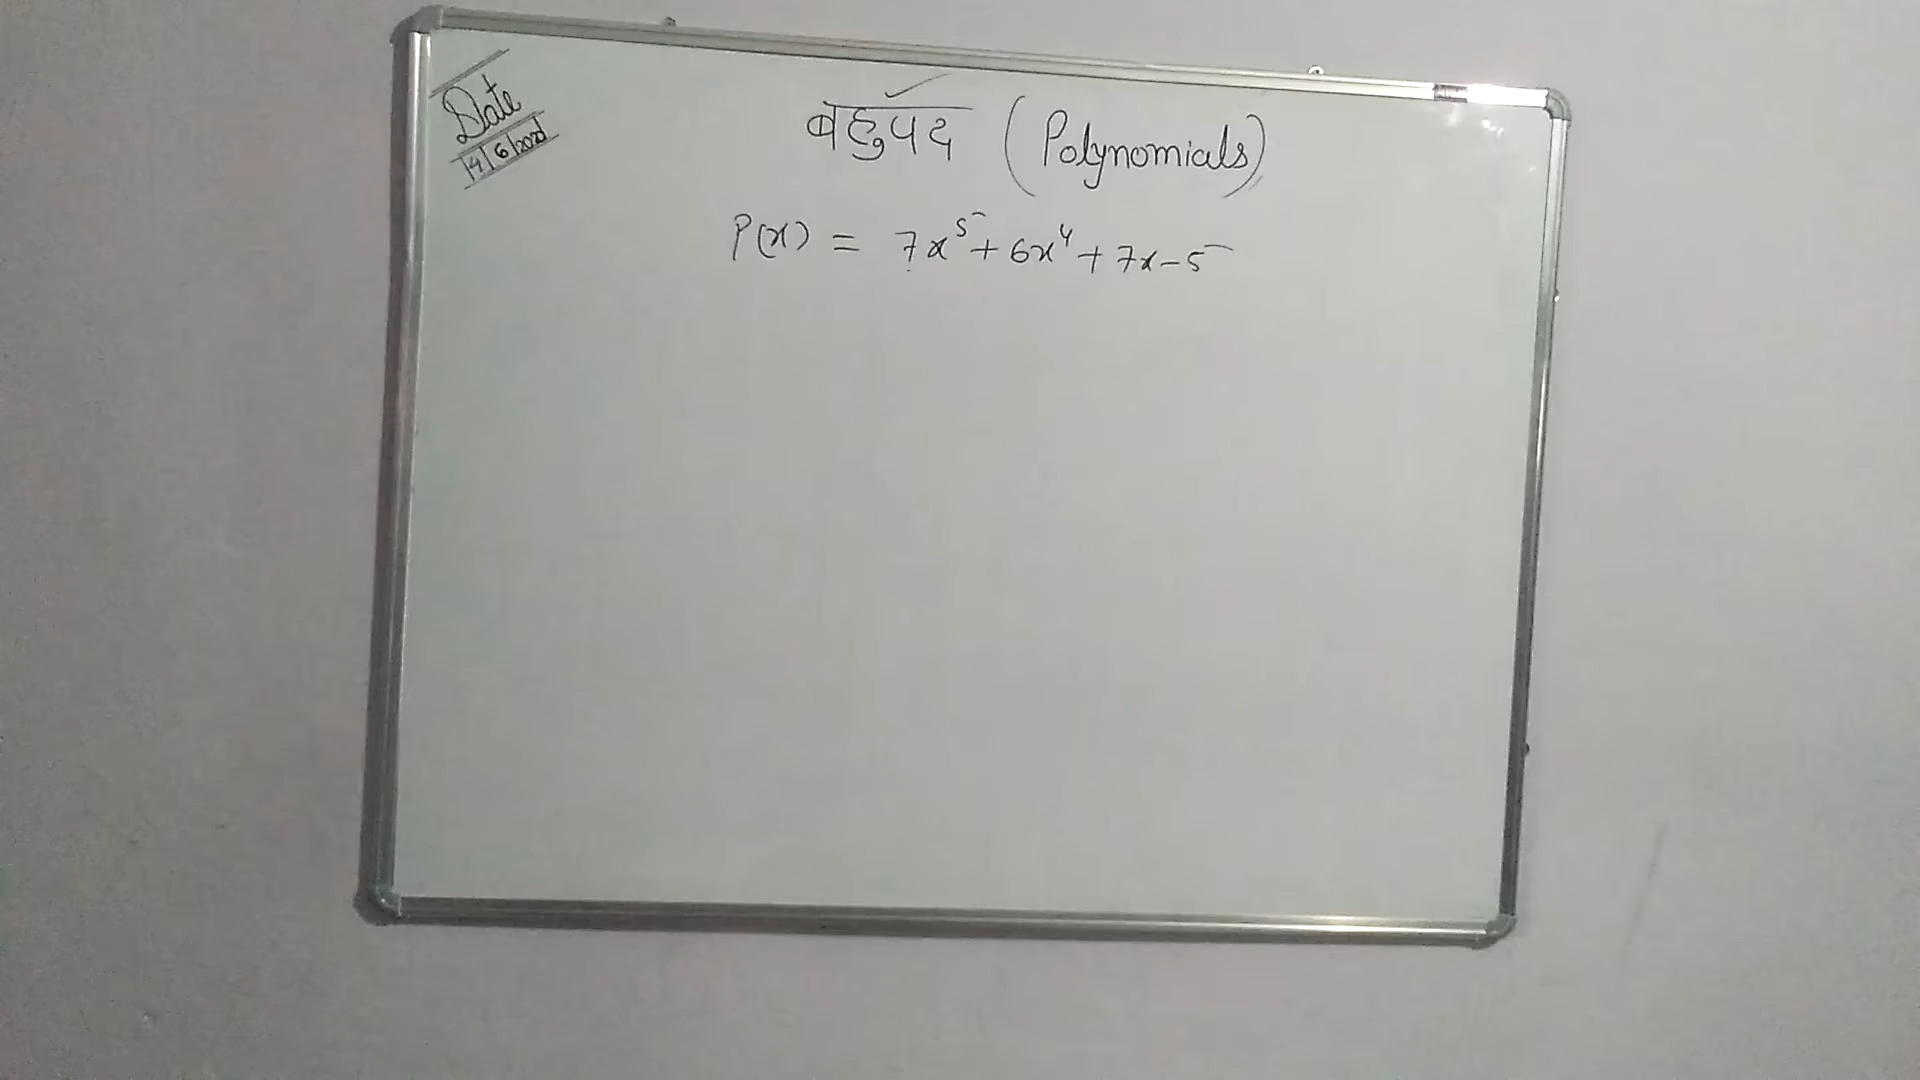 Date
14/6/2020
बहुपद (Polynomials)
P(x) = 7x⁵ + 6x⁴ + 7x - 5